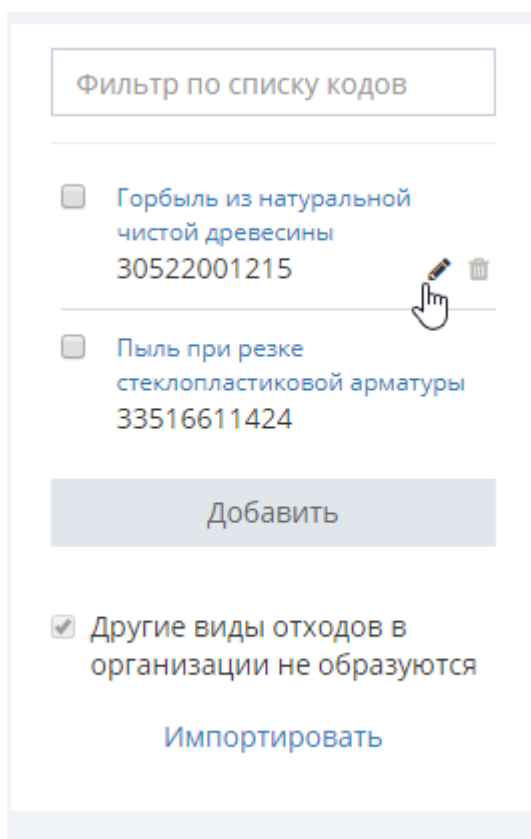 Фильтр по списку кодов
Горбыль из натуральной
чистой древесины
30522001215
Пыль при резке
стеклопластиковой арматуры
33516611424
Добавить
Другие виды отходов в
организации не образуются
Импортировать